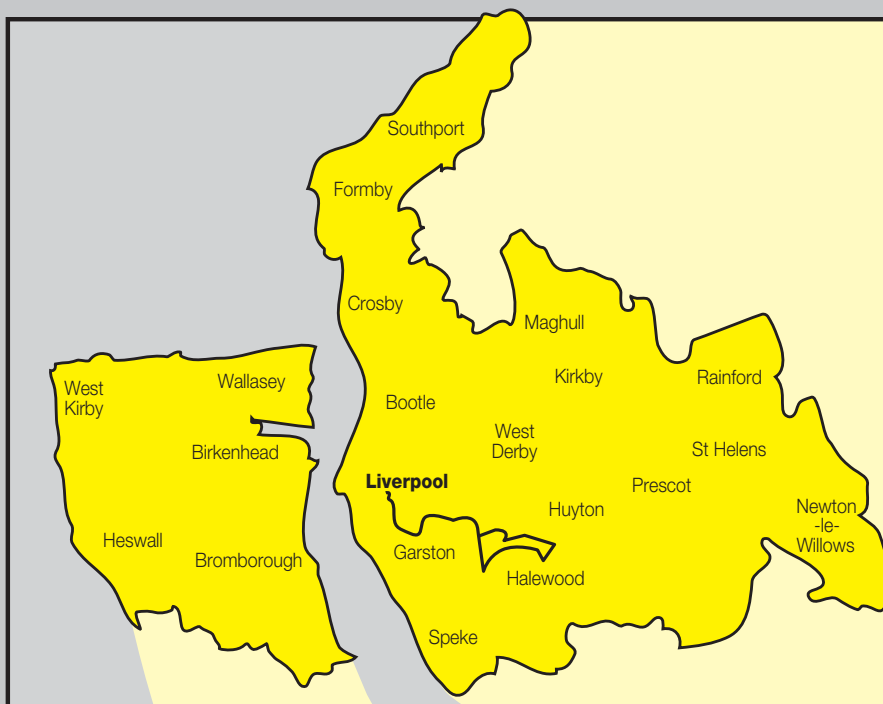 Southport
Formby
Crosby
Maghull
Kirkby
Rainford
West
Kirby
Wallasey
Bootle
West
Derby
Birkenhead
St Helens
Liverpool
Prescot
Huyton
Newton
-le-
Willows
Heswall
Bromborough
Garston
Halewood
Speke